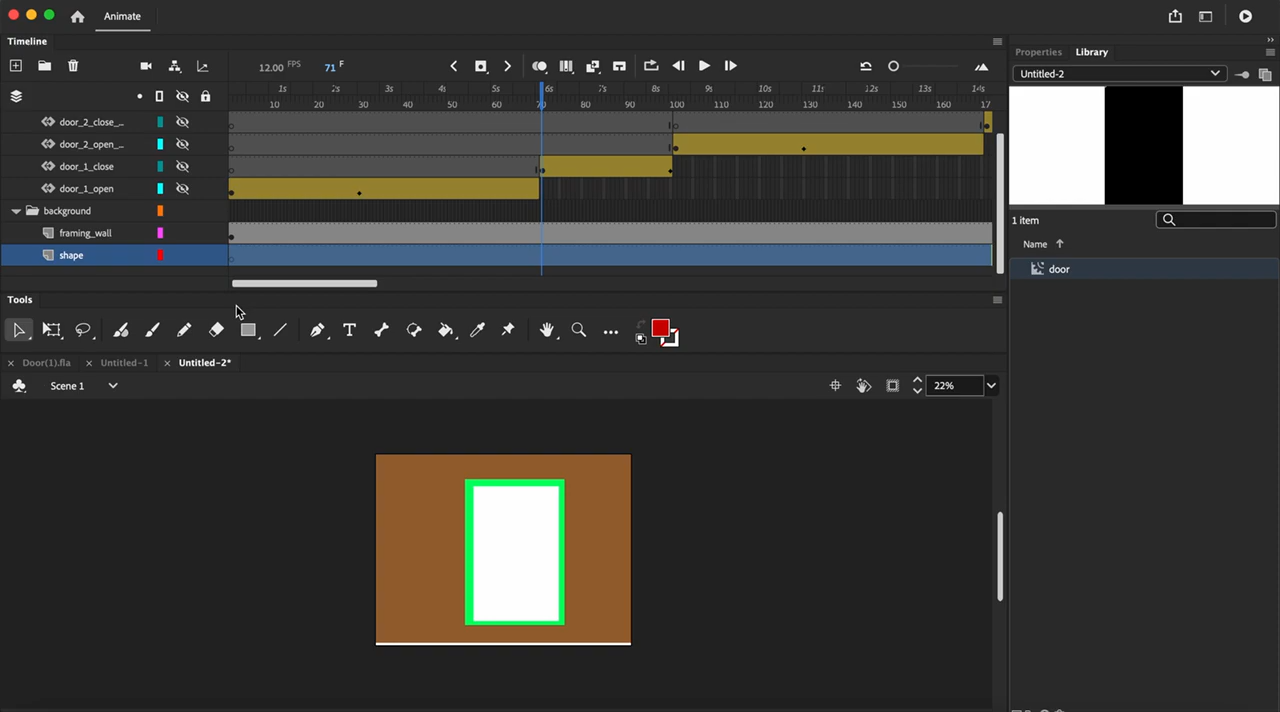 Animate
Timeline
Properties Library
12.00 FPS 71 F
Untitled-2
1s 2s 3s 4s 5s 6s 7s 8s 9s 10s 11s 12s 13s 14s
10 20 30 40 50 60 70 80 90 100 110 120 130 140 150 160 17
door_2_close_...
door_2_open_...
door_1_close
door_1_open
background
framing_wall
shape
1 item
Name
door
Tools
Door(1).fla Untitled-1 Untitled-2*
Scene 1 22%